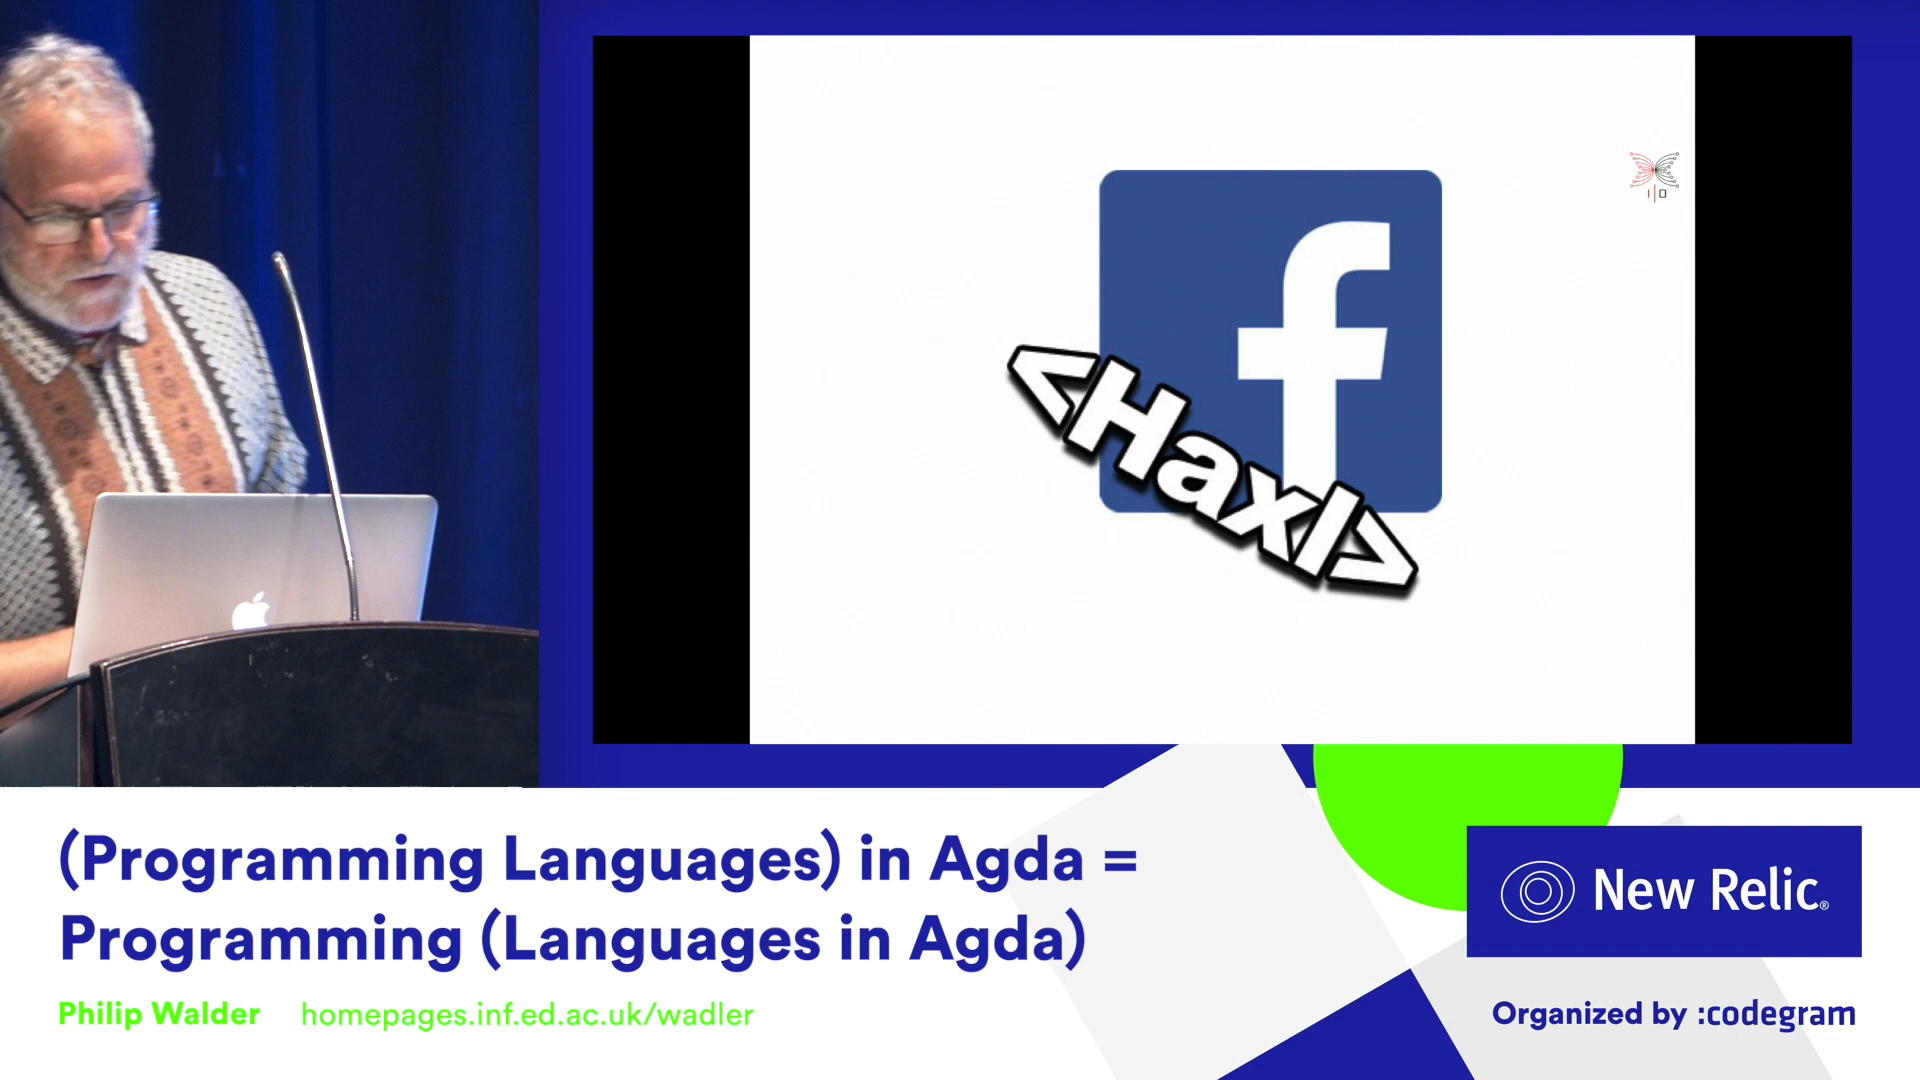 f
<Haxl>
I|O
(Programming Languages) in Agda =
Programming (Languages in Agda)
Philip Walder homepages.inf.ed.ac.uk/wadler
New Relic®
Organized by :codegram